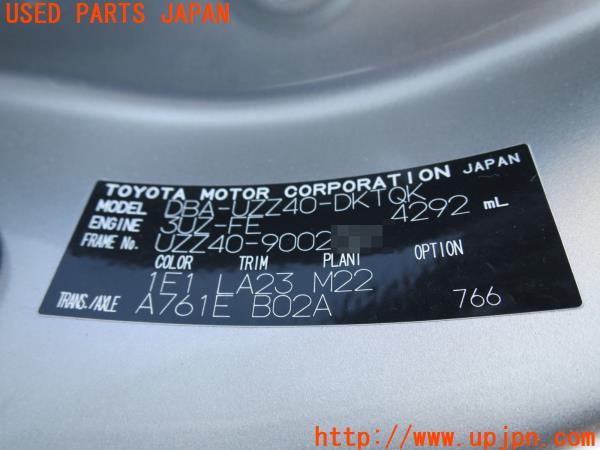 USED PARTS JAPAN
TOYOTA MOTOR CORPORATION JAPAN
MODEL DBA-UZZ40-DKTQK
ENGINE 3UZ-FE 4292 mL
FRAME No. UZZ40-9002
COLOR TRIM PLANT OPTION
1E1 LA23 M22
TRANS./AXLE A761E B02A 766
(C)U-PARTS
http://www.upjpn.com/